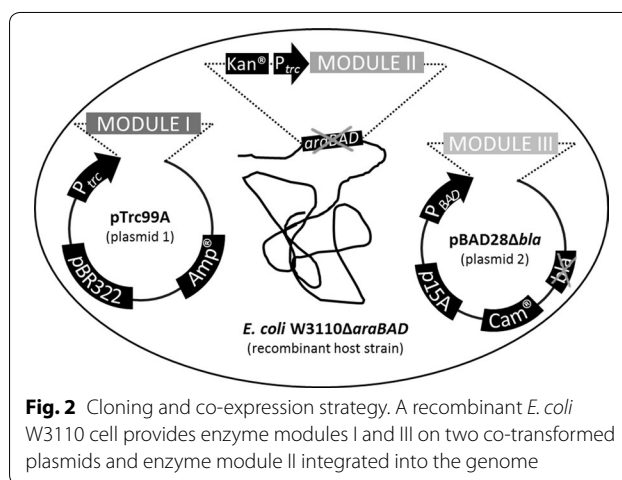 Kan® Ptrc MODULE II
MODULE I
araBAD
MODULE III
Ptrc
PBAD
pTrc99A
(plasmid 1)
pBAD28Δbla
(plasmid 2)
pBR322
Amp®
p15A
Cam®
bla
E. coli W3110ΔaraBAD
(recombinant host strain)
Fig. 2 Cloning and co-expression strategy. A recombinant E. coli
W3110 cell provides enzyme modules I and III on two co-transformed
plasmids and enzyme module II integrated into the genome